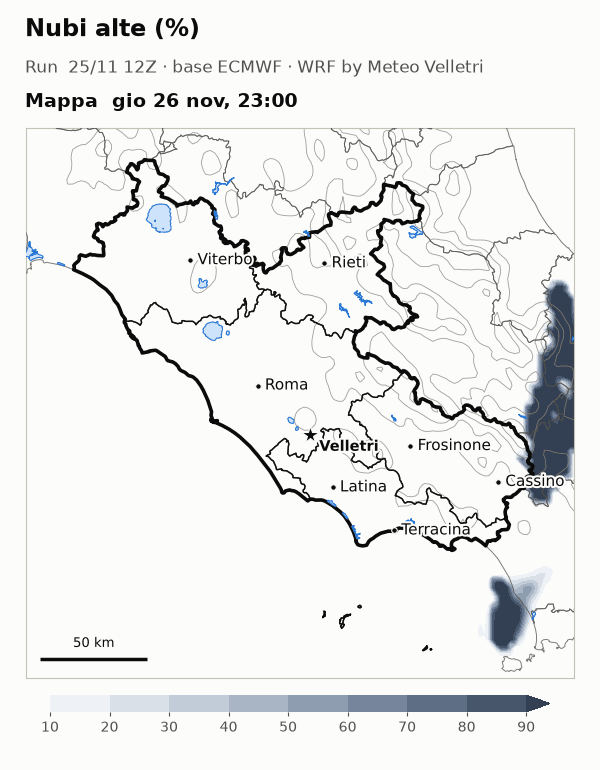 Nubi alte (%)
Run 25/11 12Z · base ECMWF · WRF by Meteo Velletri
Mappa gio 26 nov, 23:00
Viterbo
Rieti
Roma
Velletri
Frosinone
Cassino
Latina
Terracina
50 km
10 20 30 40 50 60 70 80 90